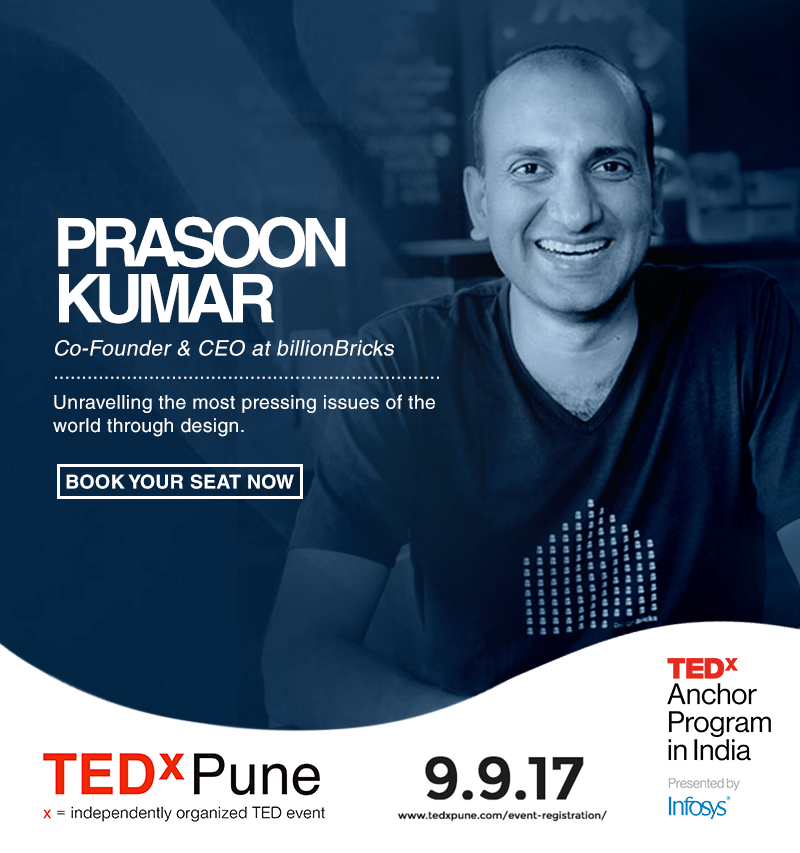 PRASOON
KUMAR
Co-Founder & CEO at billionBricks
Unravelling the most pressing issues of the
world through design.
BOOK YOUR SEAT NOW
TEDx
Anchor
Program
in India
Presented by
Infosys®
TEDxPune
x = independently organized TED event
9.9.17
www.tedxpune.com/event-registration/